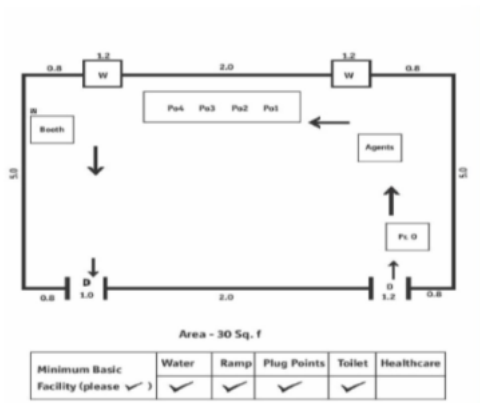 1.2 1.2
0.8 2.0 0.8
W W
Po4 Po3 Po2 Po1
Booth
Agents
5.0 5.0
Pr. O
D D
1.0 1.2
0.8 2.0 0.8
Area - 30 Sq. f
Minimum Basic Facility (please ✓ ) Water Ramp Plug Points Toilet Healthcare
✓ ✓ ✓ ✓